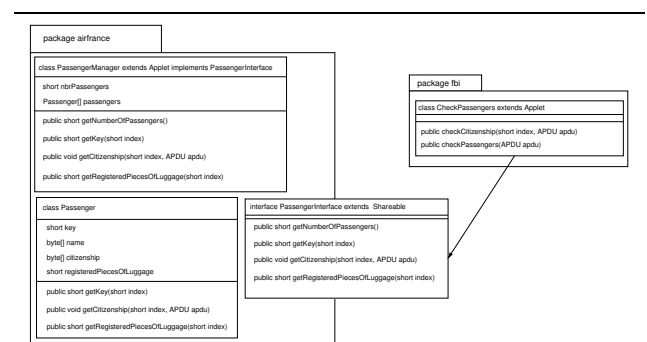 package airfrance
class PassengerManager extends Applet implements PassengerInterface
short nbrPassengers
Passenger[] passengers
public short getNumberOfPassengers()
public short getKey(short index)
public void getCitizenship(short index, APDU apdu)
public short getRegisteredPiecesOfLuggage(short index)
class Passenger
short key
byte[] name
byte[] citizenship
short registeredPiecesOfLuggage
public short getKey(short index)
public void getCitizenship(short index, APDU apdu)
public short getRegisteredPiecesOfLuggage(short index)
interface PassengerInterface extends Shareable
public short getNumberOfPassengers()
public short getKey(short index)
public void getCitizenship(short index, APDU apdu)
public short getRegisteredPiecesOfLuggage(short index)
package fbi
class CheckPassengers extends Applet
public checkCitizenship(short index, APDU apdu)
public checkPassengers(APDU apdu)